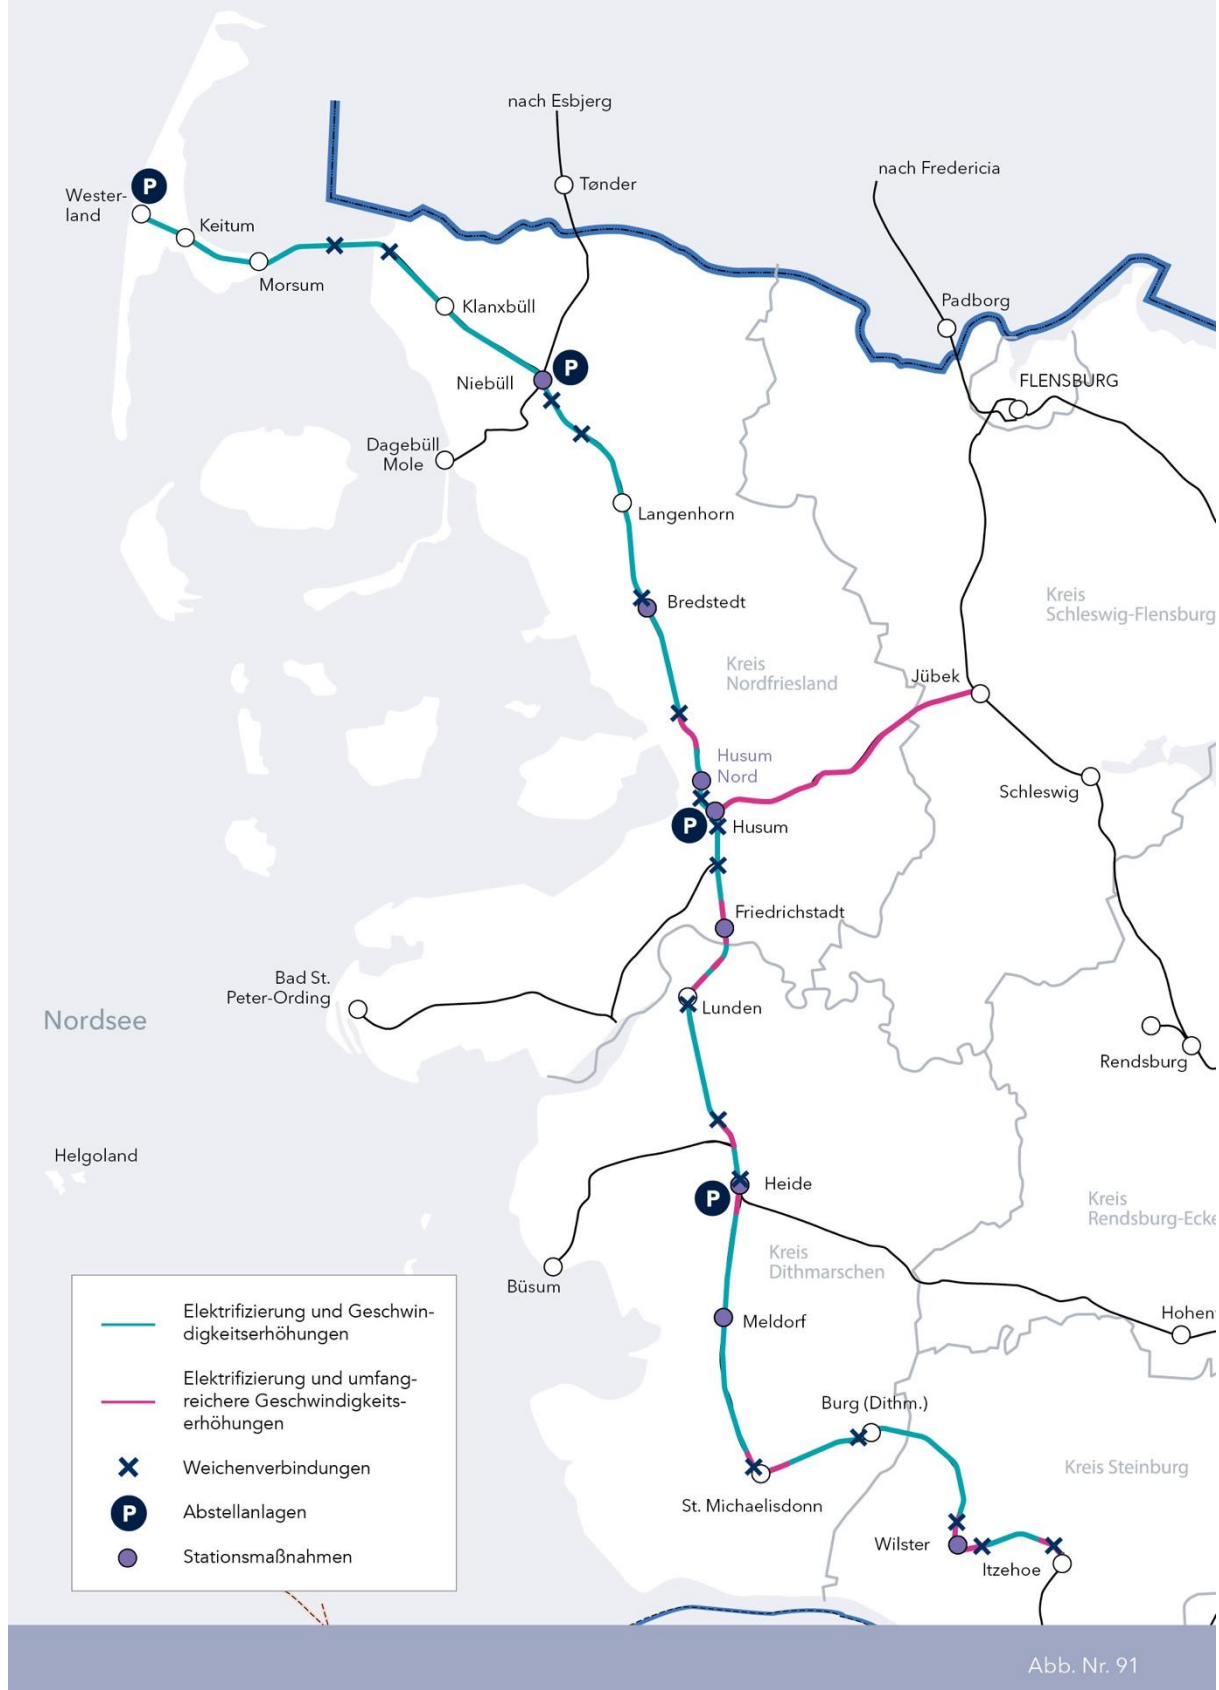 nach Esbjerg
nach Fredericia
P
Wester-
land
Tønder
Keitum
Morsum
Klanxbüll
Padborg
P
Niebüll
FLENSBURG
Dagebüll
Mole
Langenhorn
Bredstedt
Kreis
Schleswig-Flensburg
Kreis
Nordfriesland
Jübek
Husum
Nord
Schleswig
P
Husum
Friedrichstadt
Bad St.
Peter-Ording
Lunden
Nordsee
Rendsburg
Helgoland
Heide
P
Kreis
Rendsburg-Ecke
Kreis
Dithmarschen
Büsum
Hohen
Meldorf
Burg (Dithm.)
Kreis Steinburg
St. Michaelisdonn
Wilster
Itzehoe
Elektrifizierung und Geschwin-
digkeitserhöhungen
Elektrifizierung und umfang-
reichere Geschwindigkeits-
erhöhungen
Weichenverbindungen
P
Abstellanlagen
Stationsmaßnahmen
Abb. Nr. 91